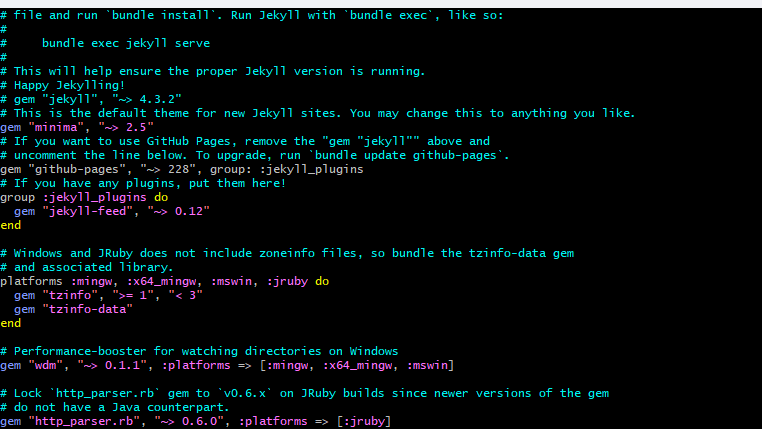 # file and run `bundle install`. Run Jekyll with `bundle exec`, like so:
#
#     bundle exec jekyll serve
#
# This will help ensure the proper Jekyll version is running.
# Happy Jekylling!
# gem "jekyll", "~> 4.3.2"
# This is the default theme for new Jekyll sites. You may change this to anything you like.
gem "minima", "~> 2.5"
# If you want to use GitHub Pages, remove the "gem "jekyll"" above and
# uncomment the line below. To upgrade, run `bundle update github-pages`.
gem "github-pages", "~> 228", group: :jekyll_plugins
# If you have any plugins, put them here!
group :jekyll_plugins do
  gem "jekyll-feed", "~> 0.12"
end

# Windows and JRuby does not include zoneinfo files, so bundle the tzinfo-data gem
# and associated library.
platforms :mingw, :x64_mingw, :mswin, :jruby do
  gem "tzinfo", ">= 1", "< 3"
  gem "tzinfo-data"
end

# Performance-booster for watching directories on Windows
gem "wdm", "~> 0.1.1", :platforms => [:mingw, :x64_mingw, :mswin]

# Lock `http_parser.rb` gem to `v0.6.x` on JRuby builds since newer versions of the gem
# do not have a Java counterpart.
gem "http_parser.rb", "~> 0.6.0", :platforms => [:jruby]